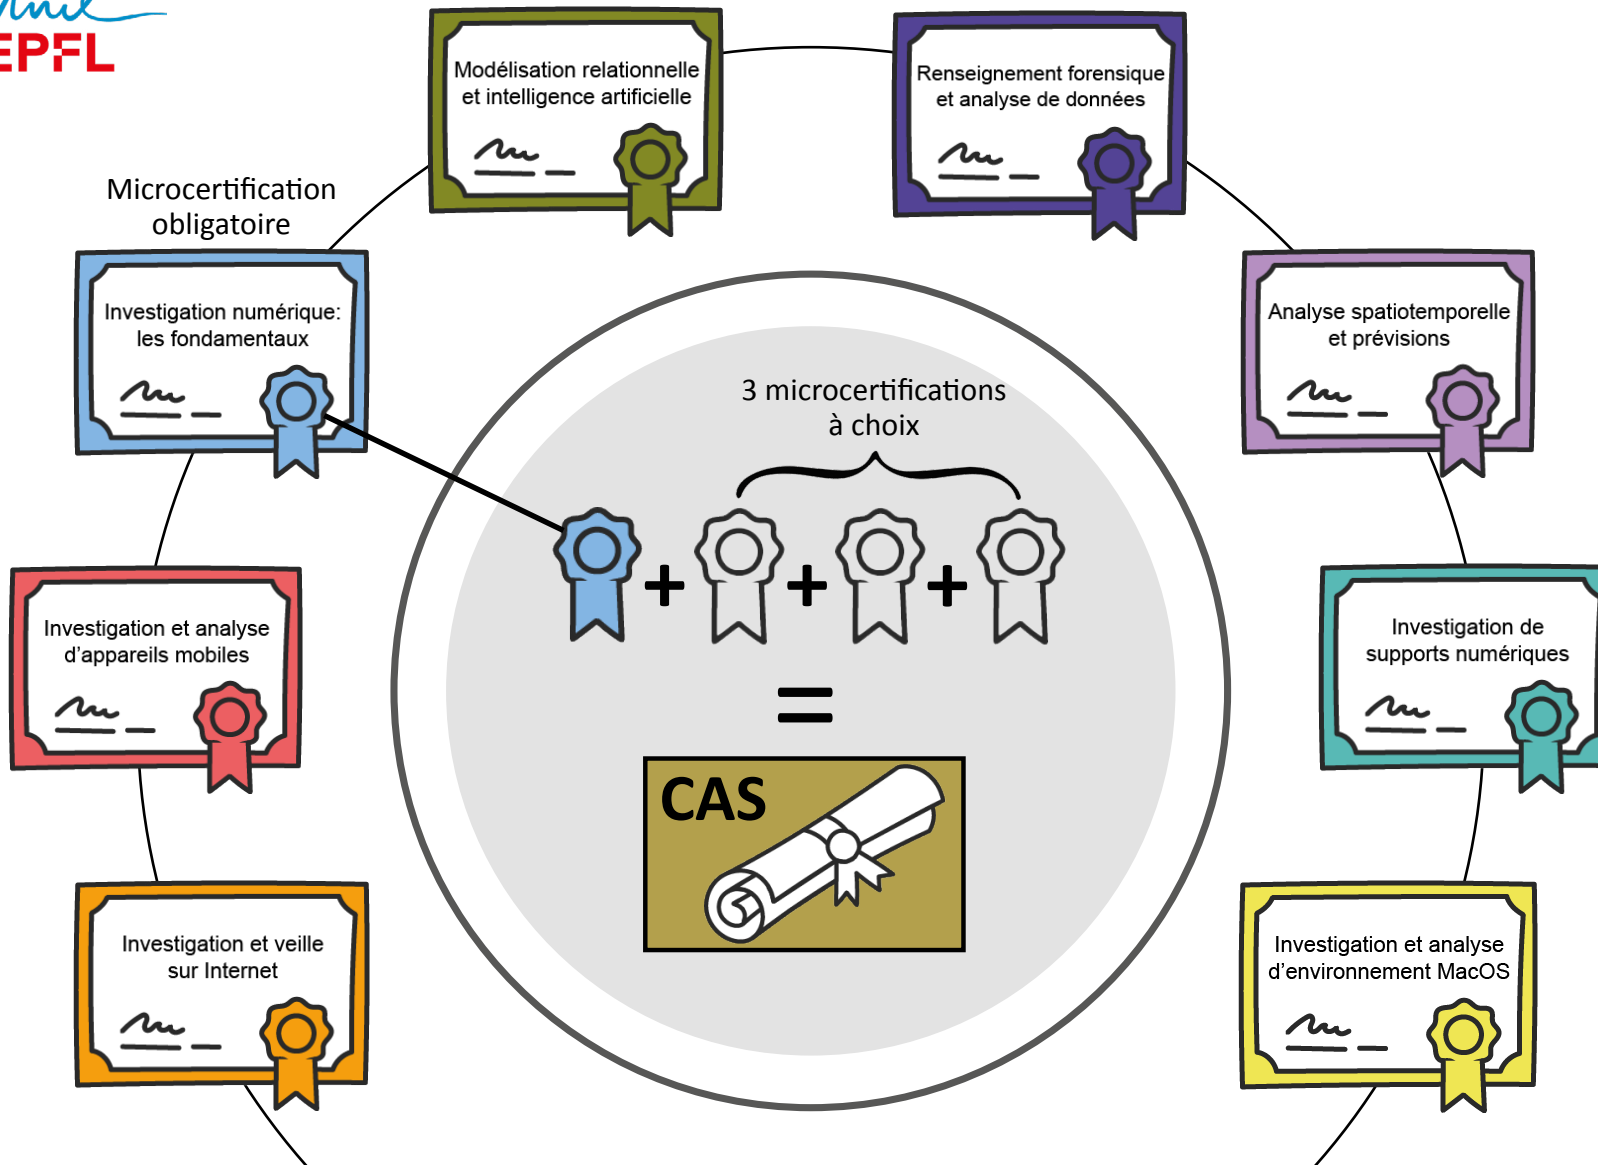 Unil
EPFL
Modélisation relationnelle
et intelligence artificielle
Renseignement forensique
et analyse de données
Microcertification
obligatoire
Investigation numérique:
les fondamentaux
Analyse spatiotemporelle
et prévisions
3 microcertifications
à choix
+ + +
=
CAS
Investigation et analyse
d’appareils mobiles
Investigation de
supports numériques
Investigation et veille
sur Internet
Investigation et analyse
d’environnement MacOS